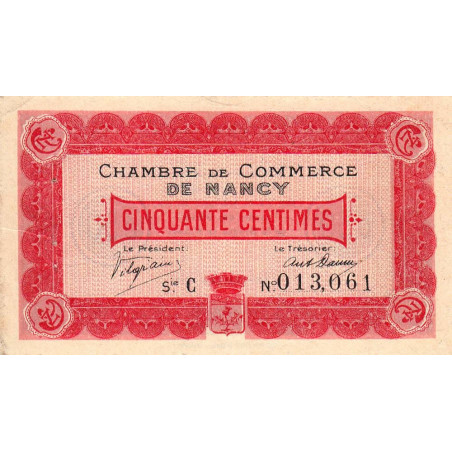 CHAMBRE DE COMMERCE
DE NANCY
CINQUANTE CENTIMES
Le Président: Le Trésorier:
Sie C No 013,061